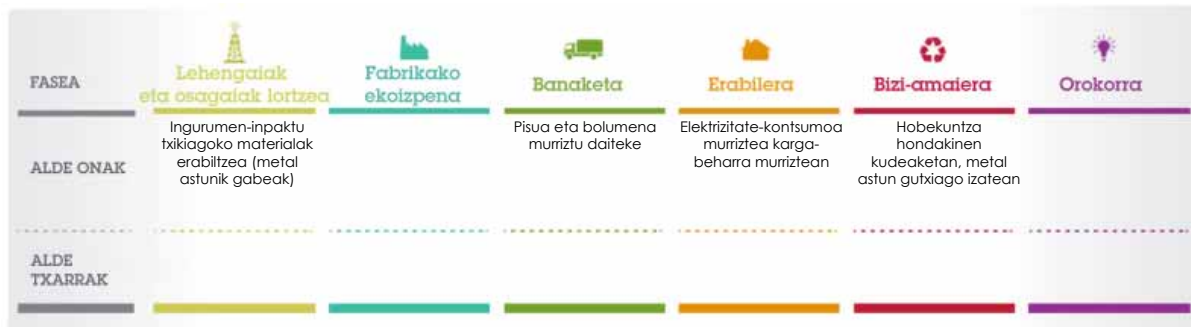 FASEA
Lehengaiak
eta osagaiak lortzea
Fabrikako
ekoizpena
Banaketa
Erabilera
Bizi-amaiera
Orokorra
ALDE ONAK
Ingurumen-inpaktu
txikiagoko materialak
erabiltzea (metal
astunik gabeak)
Pisua eta bolumena
murriztu daiteke
Elektrizitate-kontsumoa
murriztea karga-
beharra murriztean
Hobekuntza
hondakinen
kudeaketan, metal
astun gutxiago izatean
ALDE
TXARRAK